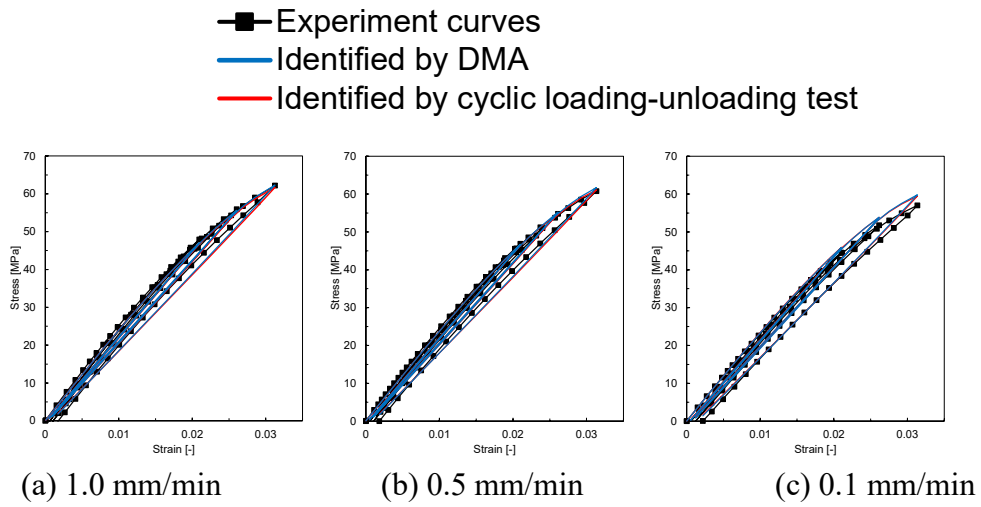 Experiment curves
Identified by DMA
Identified by cyclic loading-unloading test
70
60
50
40
30
20
10
0
Stress [MPa]
0 0.01 0.02 0.03
Strain [-]
(a) 1.0 mm/min
70
60
50
40
30
20
10
0
Stress [MPa]
0 0.01 0.02 0.03
Strain [-]
(b) 0.5 mm/min
70
60
50
40
30
20
10
0
Stress [MPa]
0 0.01 0.02 0.03
Strain [-]
(c) 0.1 mm/min